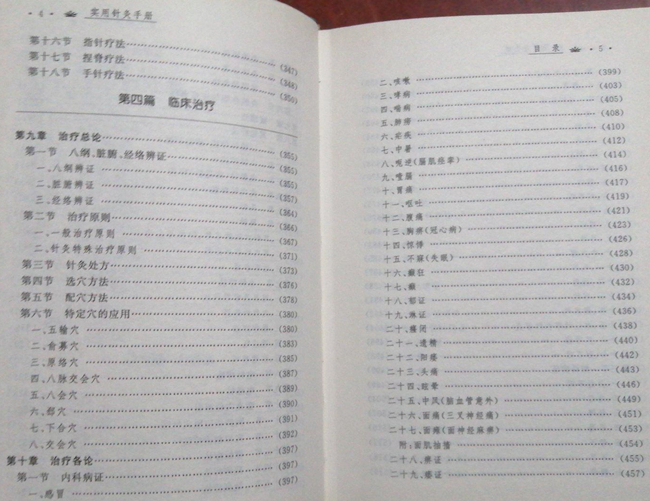 · 4 · 实用针灸手册
第十六节 指针疗法 (347)
第十七节 捏脊疗法 (348)
第十八节 手针疗法 (350)
第四篇 临床治疗
第九章 治疗总论 (355)
第一节 八纲、脏腑、经络辨证 (355)
一、八纲辨证 (355)
二、脏腑辨证 (357)
三、经络辨证 (364)
第二节 治疗原则 (367)
一、一般治疗原则 (367)
二、针灸特殊治疗原则 (371)
第三节 针灸处方 (373)
第四节 选穴方法 (376)
第五节 配穴方法 (378)
第六节 特定穴的应用 (380)
一、五输穴 (380)
二、俞募穴 (383)
三、原络穴 (385)
四、八脉交会穴 (387)
五、八会穴 (390)
六、郄穴 (391)
七、下合穴 (392)
八、交会穴 (397)
第十章 治疗各论 (397)
第一节 内科病证 (397)
一、感冒
目录 · 5 ·
二、咳嗽 (399)
三、哮病 (403)
四、喘病 (405)
五、肺痨 (408)
六、疟疾 (410)
七、中暑 (412)
八、呃逆(膈肌痉挛) (414)
九、噎膈 (416)
十、胃痛 (417)
十一、呕吐 (419)
十二、腹痛 (421)
十三、胸痹(冠心病) (423)
十四、惊悸 (426)
十五、不寐(失眠) (428)
十六、癫狂 (430)
十七、癫 (432)
十八、郁证 (434)
十九、淋证 (436)
二十、癃闭 (438)
二十一、遗精 (440)
二十二、阳痿 (442)
二十三、头痛 (443)
二十四、眩晕 (446)
二十五、中风(脑血管意外) (449)
二十六、面痛(三叉神经痛) (451)
二十七、面瘫(面神经麻痹) (453)
附:面肌抽搐 (454)
二十八、痹证 (455)
二十九、痿证 (457)